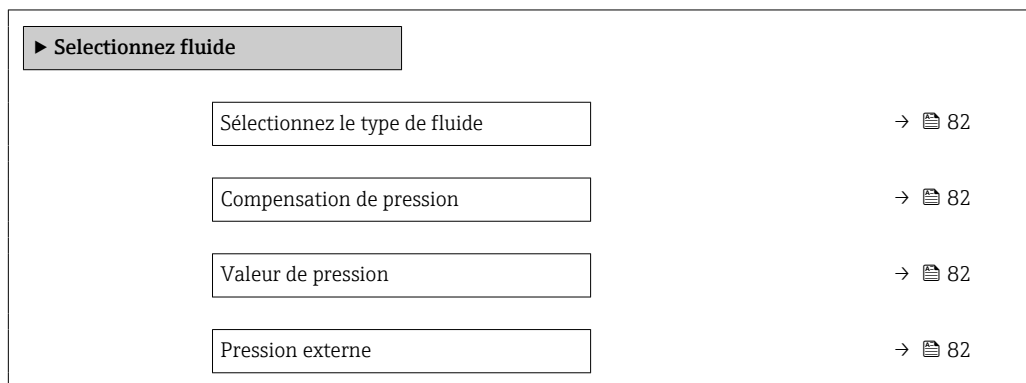 ▶ Selectionnez fluide
Sélectionnez le type de fluide → 82
Compensation de pression → 82
Valeur de pression → 82
Pression externe → 82